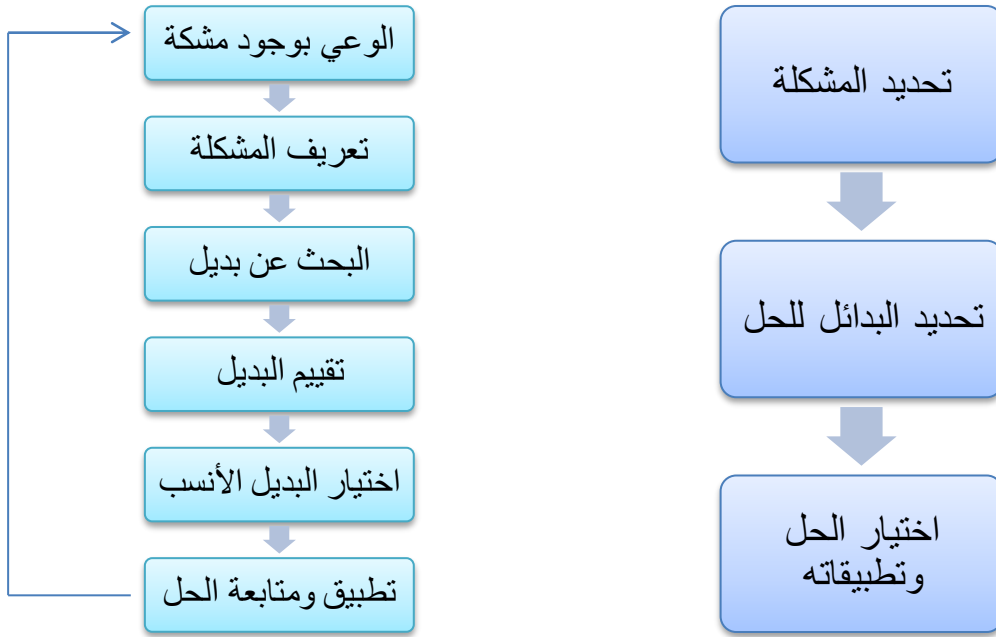 تحديد المشكلة
تحديد البدائل للحل
اختيار الحل
وتطبيقاته
الوعي بوجود مشكة
تعريف المشكلة
البحث عن بديل
تقييم البديل
اختيار البديل الأنسب
تطبيق ومتابعة الحل